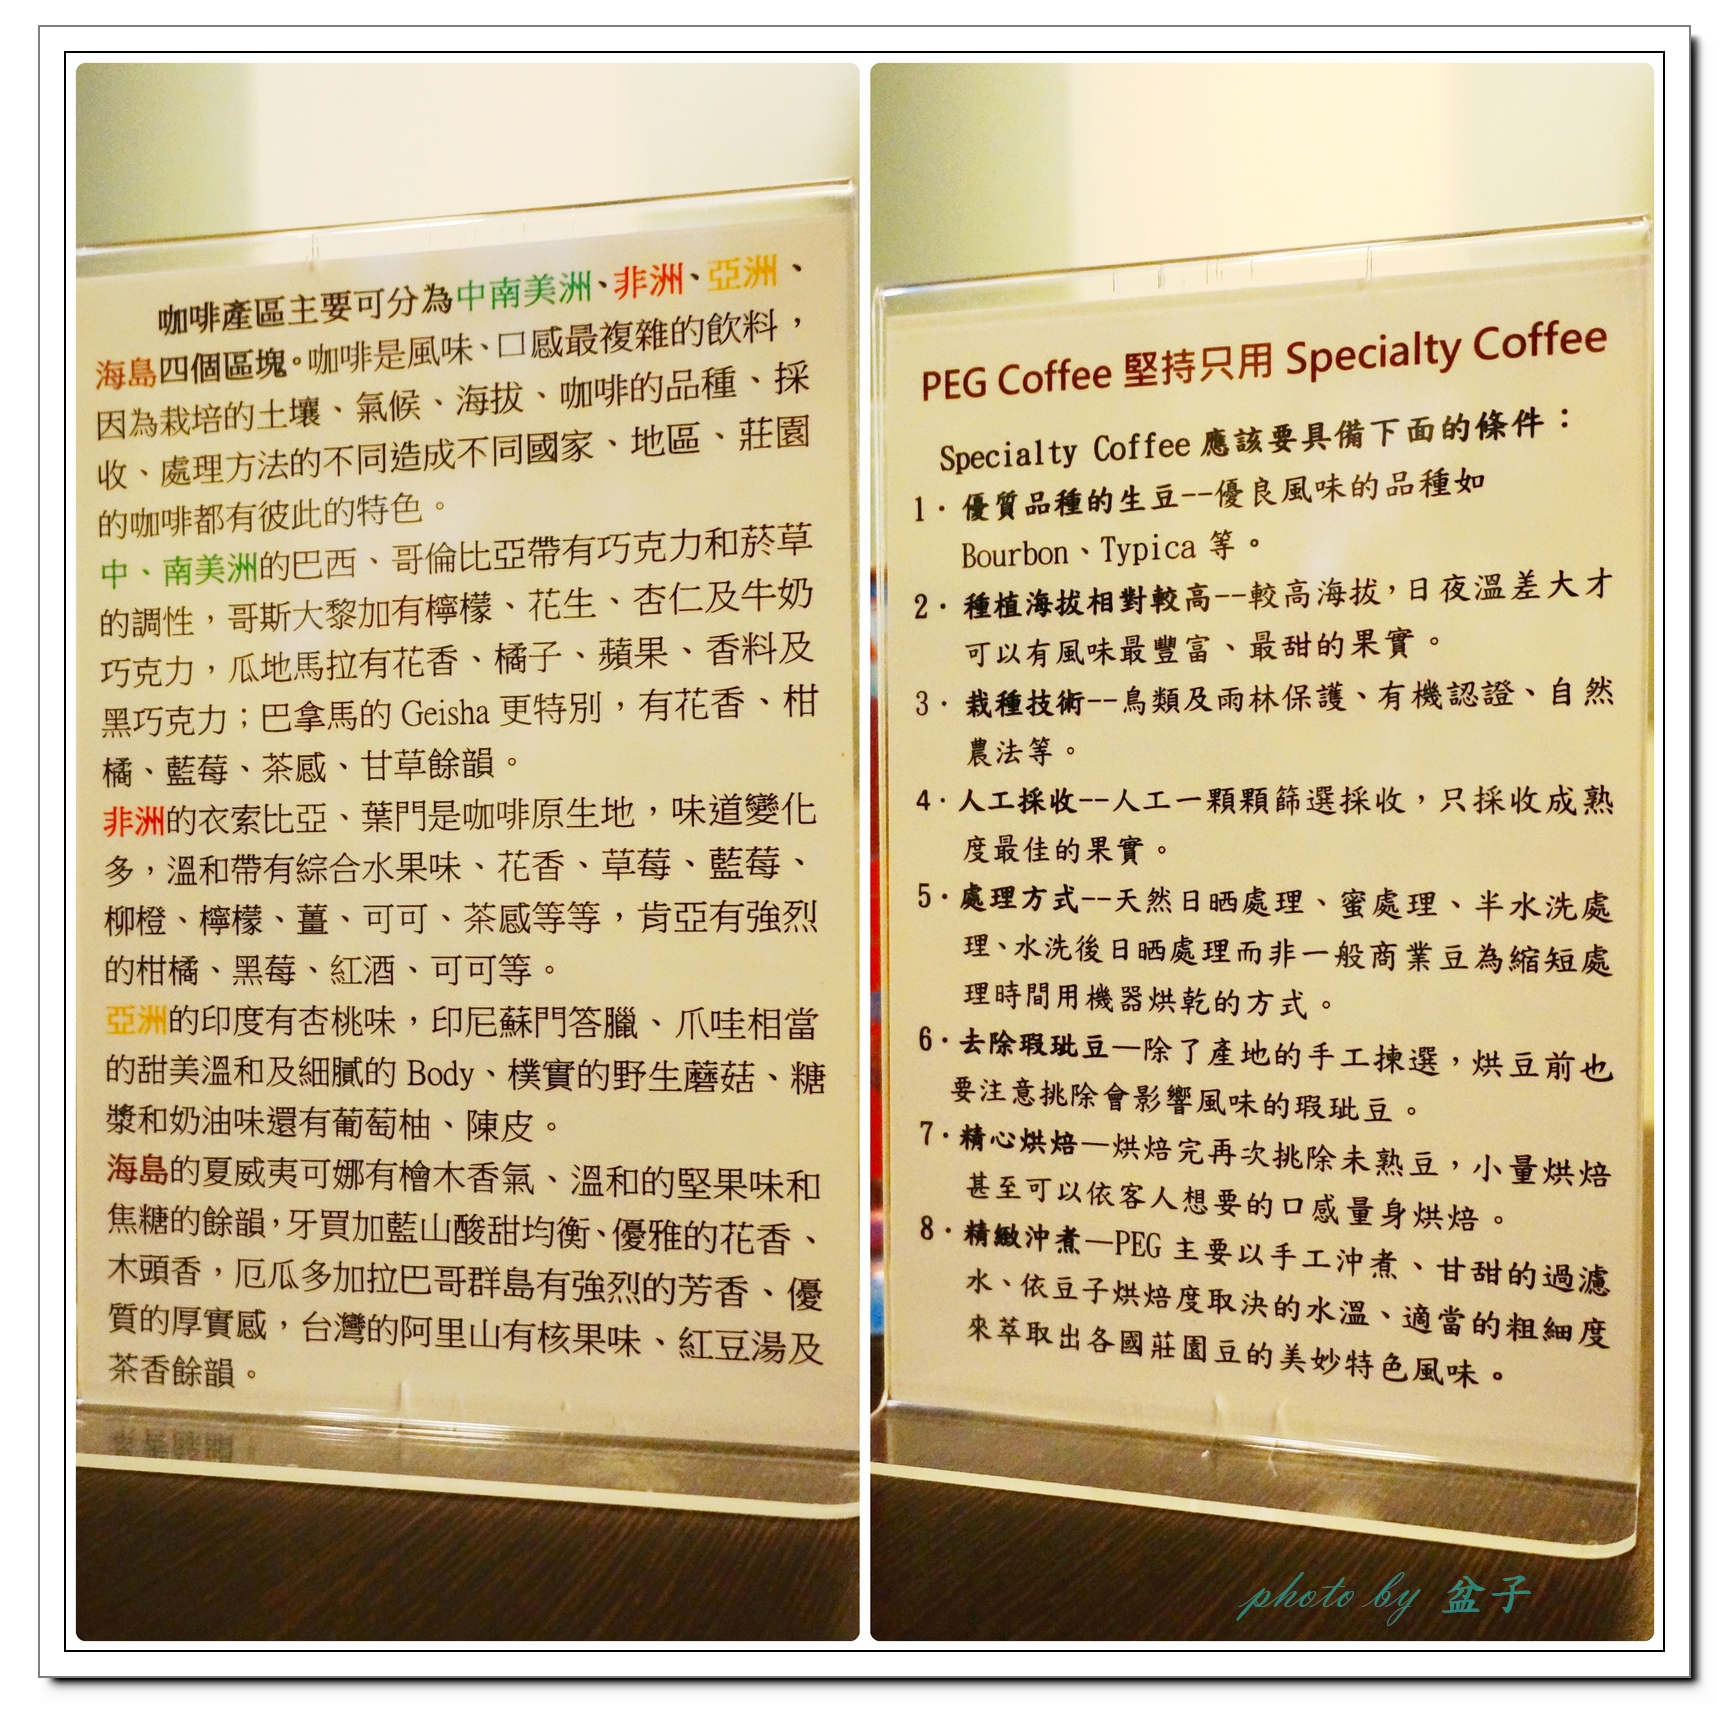 咖啡產區主要可分為中南美洲、非洲、亞洲、
海島四個區塊。咖啡是風味、口感最複雜的飲料，
因為栽培的土壤、氣候、海拔、咖啡的品種、採
收、處理方法的不同造成不同國家、地區、莊園
的咖啡都有彼此的特色。
中、南美洲的巴西、哥倫比亞帶有巧克力和菸草
的調性，哥斯大黎加有檸檬、花生、杏仁及牛奶
巧克力，瓜地馬拉有花香、橘子、蘋果、香料及
黑巧克力；巴拿馬的 Geisha 更特別，有花香、柑
橘、藍莓、茶感、甘草餘韻。
非洲的衣索比亞、葉門是咖啡原生地，味道變化
多，溫和帶有綜合水果味、花香、草莓、藍莓、
柳橙、檸檬、薑、可可、茶感等等，肯亞有強烈
的柑橘、黑莓、紅酒、可可等。
亞洲的印度有杏桃味，印尼蘇門答臘、爪哇相當
的甜美溫和及細膩的 Body、樸實的野生蘑菇、糖
漿和奶油味還有葡萄柚、陳皮。
海島的夏威夷可娜有檜木香氣、溫和的堅果味和
焦糖的餘韻，牙買加藍山酸甜均衡、優雅的花香、
木頭香，厄瓜多加拉巴哥群島有強烈的芳香、優
質的厚實感，台灣的阿里山有核果味、紅豆湯及
茶香餘韻。
PEG Coffee 堅持只用 Specialty Coffee
Specialty Coffee 應該要具備下面的條件：
1．優質品種的生豆--優良風味的品種如
Bourbon、Typica 等。
2．種植海拔相對較高--較高海拔，日夜溫差大才
可以有風味最豐富、最甜的果實。
3．栽種技術--鳥類及雨林保護、有機認證、自然
農法等。
4．人工採收--人工一顆顆篩選採收，只採收成熟
度最佳的果實。
5．處理方式--天然日晒處理、蜜處理、半水洗處
理、水洗後日晒處理而非一般商業豆為縮短處
理時間用機器烘乾的方式。
6．去除瑕玼豆—除了產地的手工揀選，烘豆前也
要注意挑除會影響風味的瑕玼豆。
7．精心烘焙—烘焙完再次挑除未熟豆，小量烘焙
甚至可以依客人想要的口感量身烘焙。
8．精緻沖煮—PEG 主要以手工沖煮、甘甜的過濾
水、依豆子烘焙度取決的水溫、適當的粗細度
來萃取出各國莊園豆的美妙特色風味。
photo by 盆子